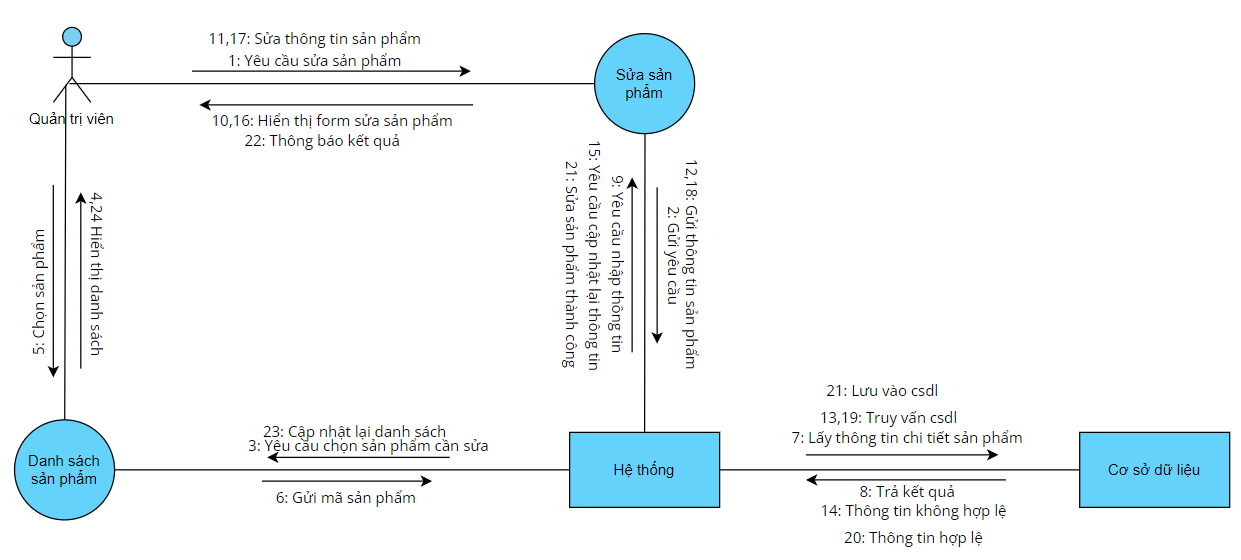 11,17: Sửa thông tin sản phẩm
1: Yêu cầu sửa sản phẩm
Sửa sản
phẩm
Quản trị viên
10,16: Hiển thị form sửa sản phẩm
22: Thông báo kết quả
5: Chọn sản phẩm
4,24 Hiển thị danh sách
21: Sửa sản phẩm thành công
15: Yêu cầu cập nhật lại thông tin
9: Yêu cầu nhập thông tin
2: Gửi yêu cầu
12,18: Gửi thông tin sản phẩm
21: Lưu vào csdl
13,19: Truy vấn csdl
7: Lấy thông tin chi tiết sản phẩm
23: Cập nhật lại danh sách
3: Yêu cầu chọn sản phẩm cần sửa
Danh sách
sản phẩm
Hệ thống
Cơ sở dữ liệu
6: Gửi mã sản phẩm
8: Trả kết quả
14: Thông tin không hợp lệ
20: Thông tin hợp lệ